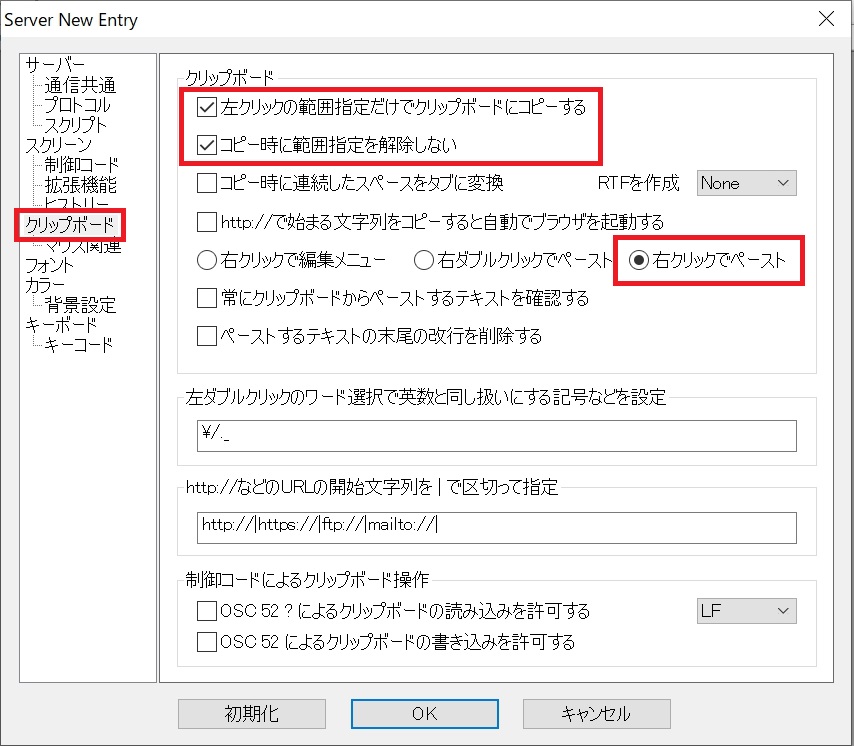 Server New Entry
サーバー
通信共通
プロトコル
スクリプト
スクリーン
制御コード
拡張機能
ヒストリー
クリップボード
マウス関連
フォント
カラー
背景設定
キーボード
キーコード
クリップボード
左クリックの範囲指定だけでクリップボードにコピーする
コピー時に範囲指定を解除しない
コピー時に連続したスペースをタブに変換 RTFを作成 None
http://で始まる文字列をコピーすると自動でブラウザを起動する
右クリックで編集メニュー 右ダブルクリックでペースト 右クリックでペースト
常にクリップボードからペーストするテキストを確認する
ペーストするテキストの末尾の改行を削除する
左ダブルクリックのワード選択で英数と同し扱いにする記号などを設定
¥/._
http://などのURLの開始文字列を | で区切って指定
http://|https://|ftp://|mailto://|
制御コードによるクリップボード操作
OSC 52 ? によるクリップボードの読み込みを許可する LF
OSC 52 によるクリップボードの書き込みを許可する
初期化 OK キャンセル